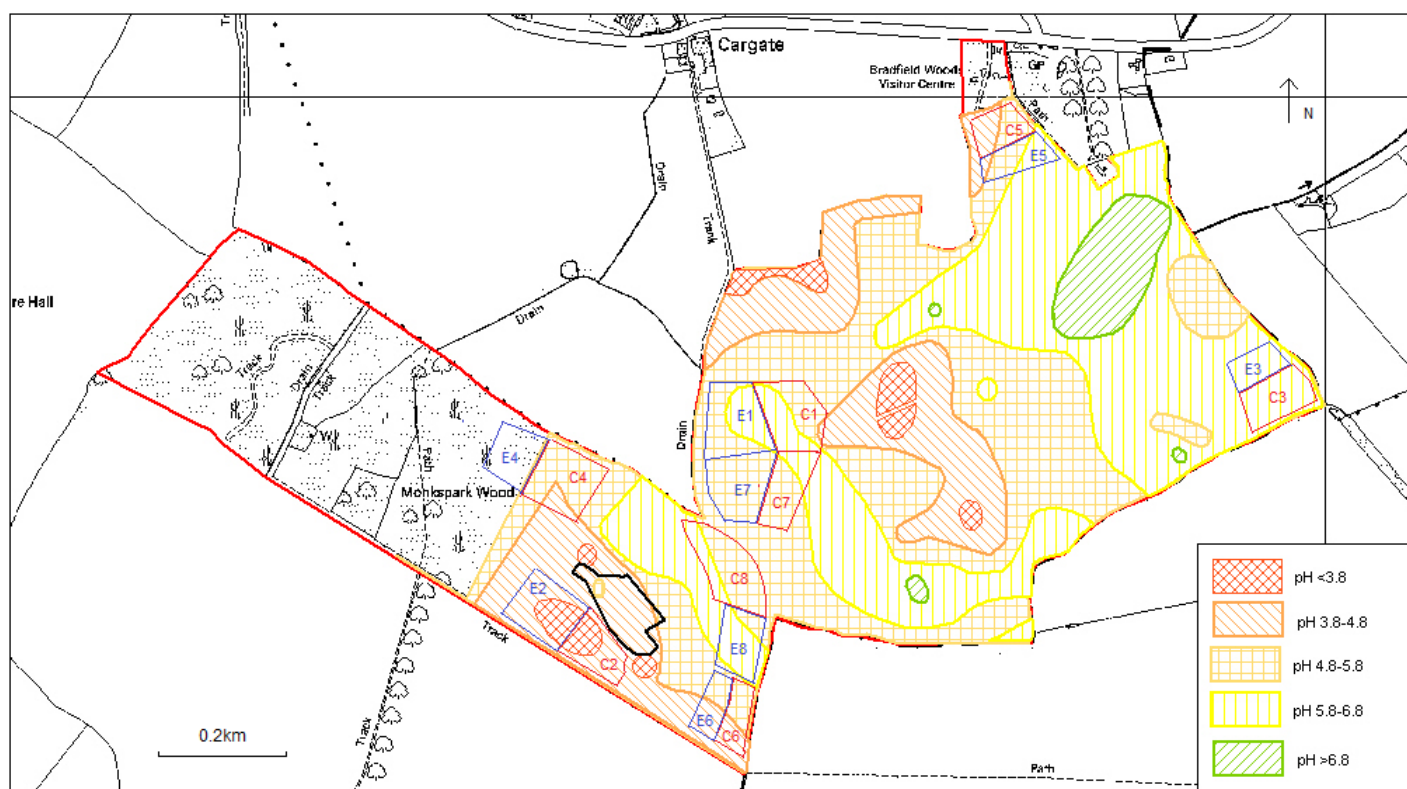 Cargate
Bradfield Woods
Visitor Centre
GP
Path
N
Drain
Track
C5
E5
re Hall
Drain
Track
Drain
Track
W
Path
Monkspark Wood
E4
C4
Drain
E1
C1
E7
C7
E3
C3
C8
E2
C2
E8
E6
C6
Track
Track
Path
0.2km
pH <3.8
pH 3.8-4.8
pH 4.8-5.8
pH 5.8-6.8
pH >6.8